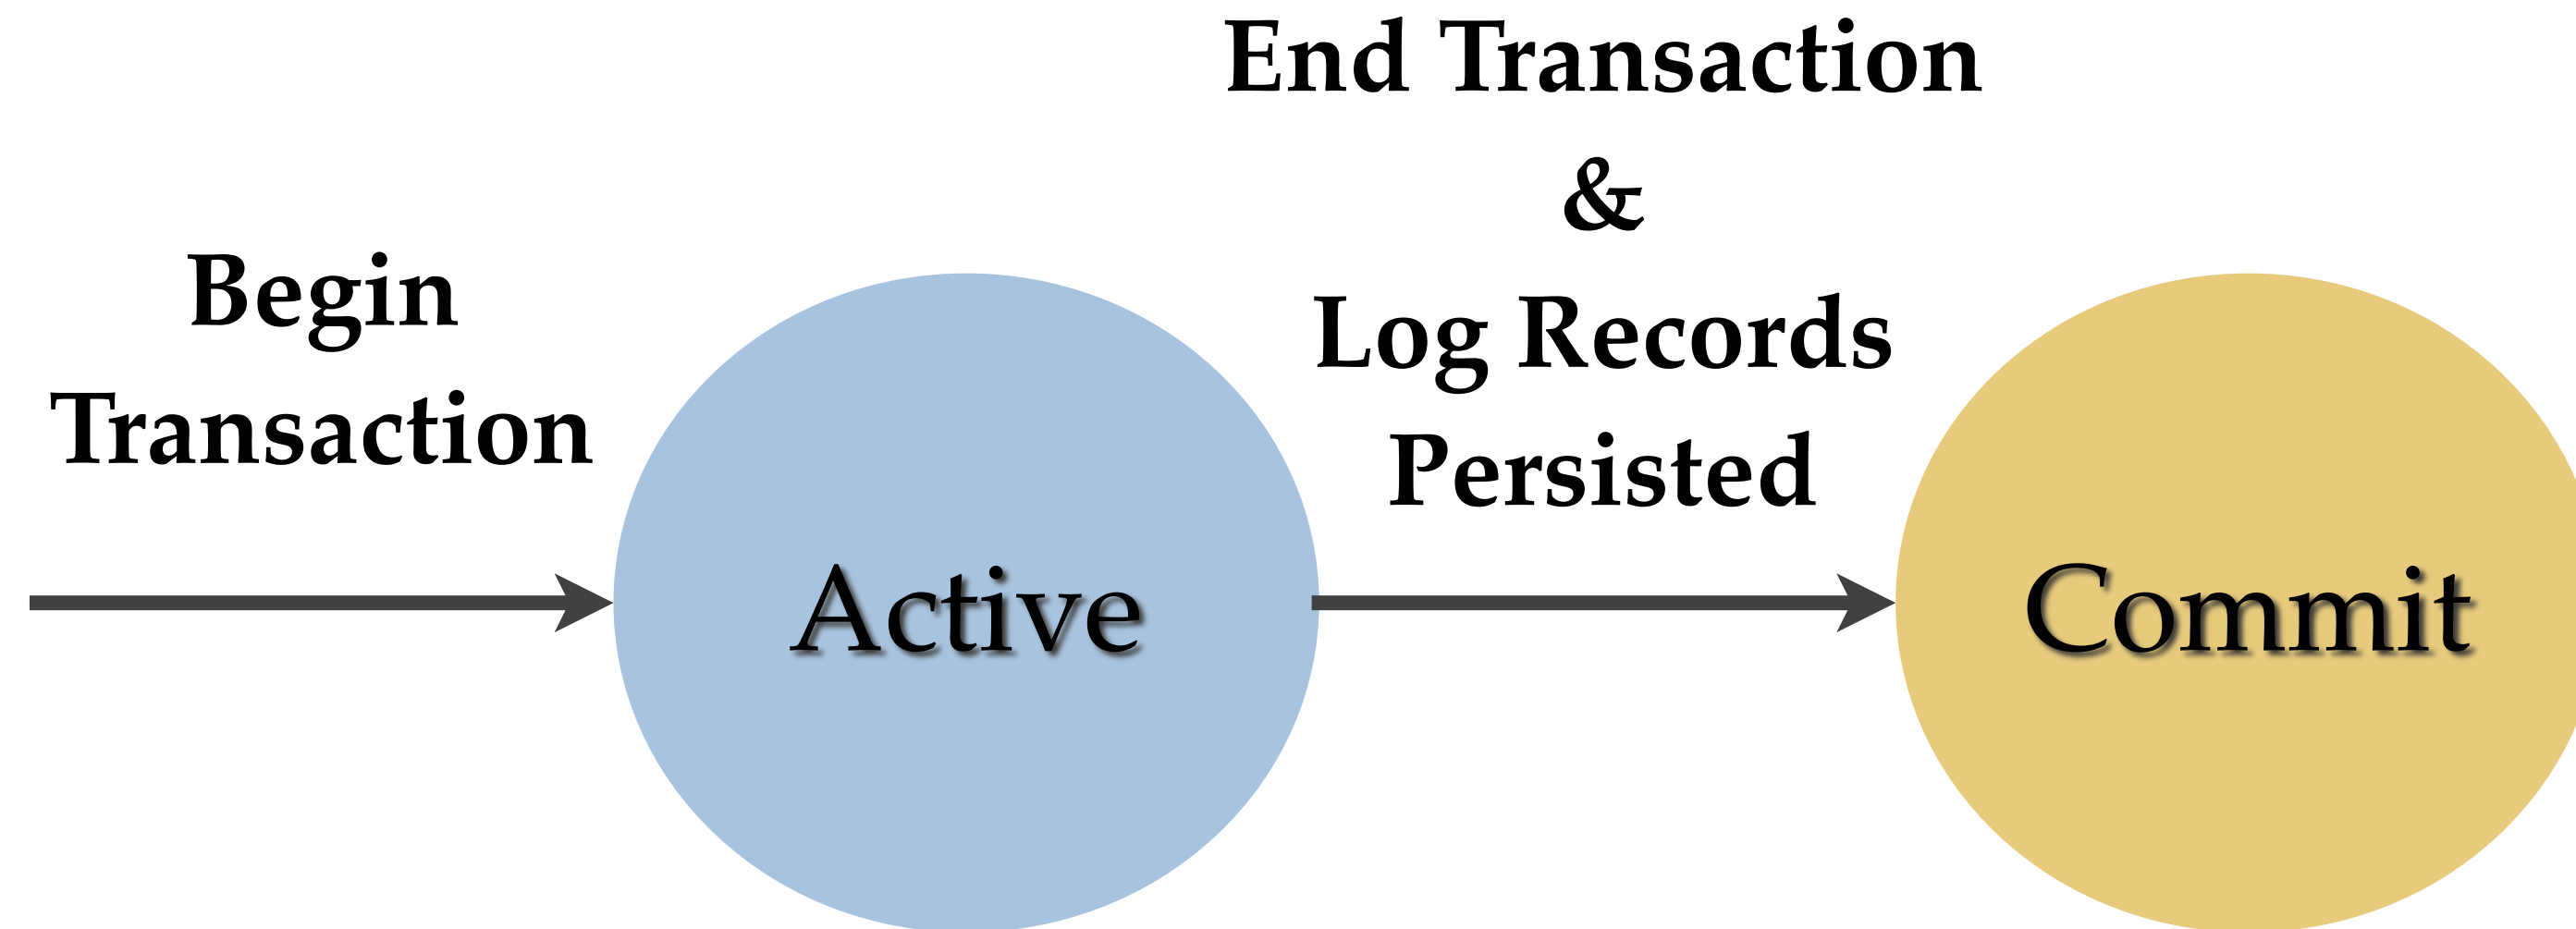 Begin
Transaction
Active
End Transaction
&
Log Records
Persisted
Commit